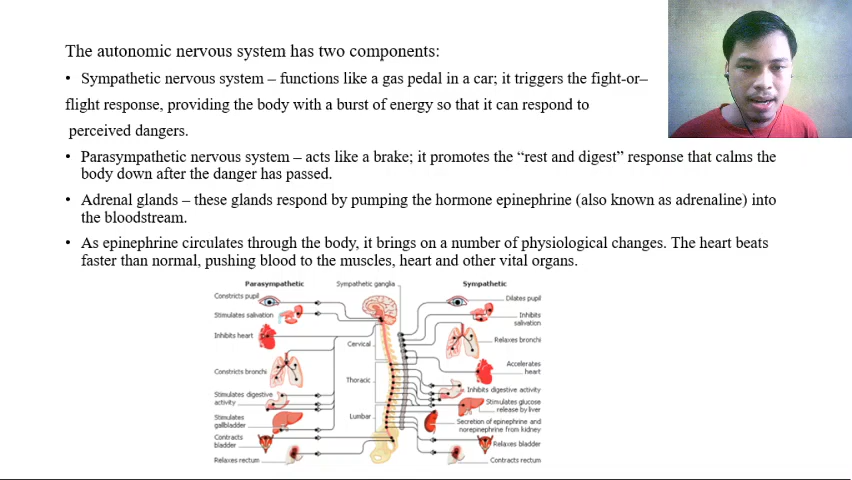 The autonomic nervous system has two components:
• Sympathetic nervous system – functions like a gas pedal in a car; it triggers the fight-or–
flight response, providing the body with a burst of energy so that it can respond to
perceived dangers.
• Parasympathetic nervous system – acts like a brake; it promotes the “rest and digest” response that calms the
body down after the danger has passed.
• Adrenal glands – these glands respond by pumping the hormone epinephrine (also known as adrenaline) into
the bloodstream.
• As epinephrine circulates through the body, it brings on a number of physiological changes. The heart beats
faster than normal, pushing blood to the muscles, heart and other vital organs.
Parasympathetic
Constricts pupil
Stimulates salivation
Inhibits heart
Constricts bronchi
Stimulates digestive
activity
Stimulates
gallbladder
Contracts
bladder
Relaxes rectum
Sympathetic ganglia
Cervical
Thoracic
Lumbar
Sympathetic
Dilates pupil
Inhibits
salivation
Relaxes bronchi
Accelerates
heart
Inhibits digestive activity
Stimulates glucose
release by liver
Secretion of epinephrine and
norepinephrine from kidney
Relaxes bladder
Contracts rectum